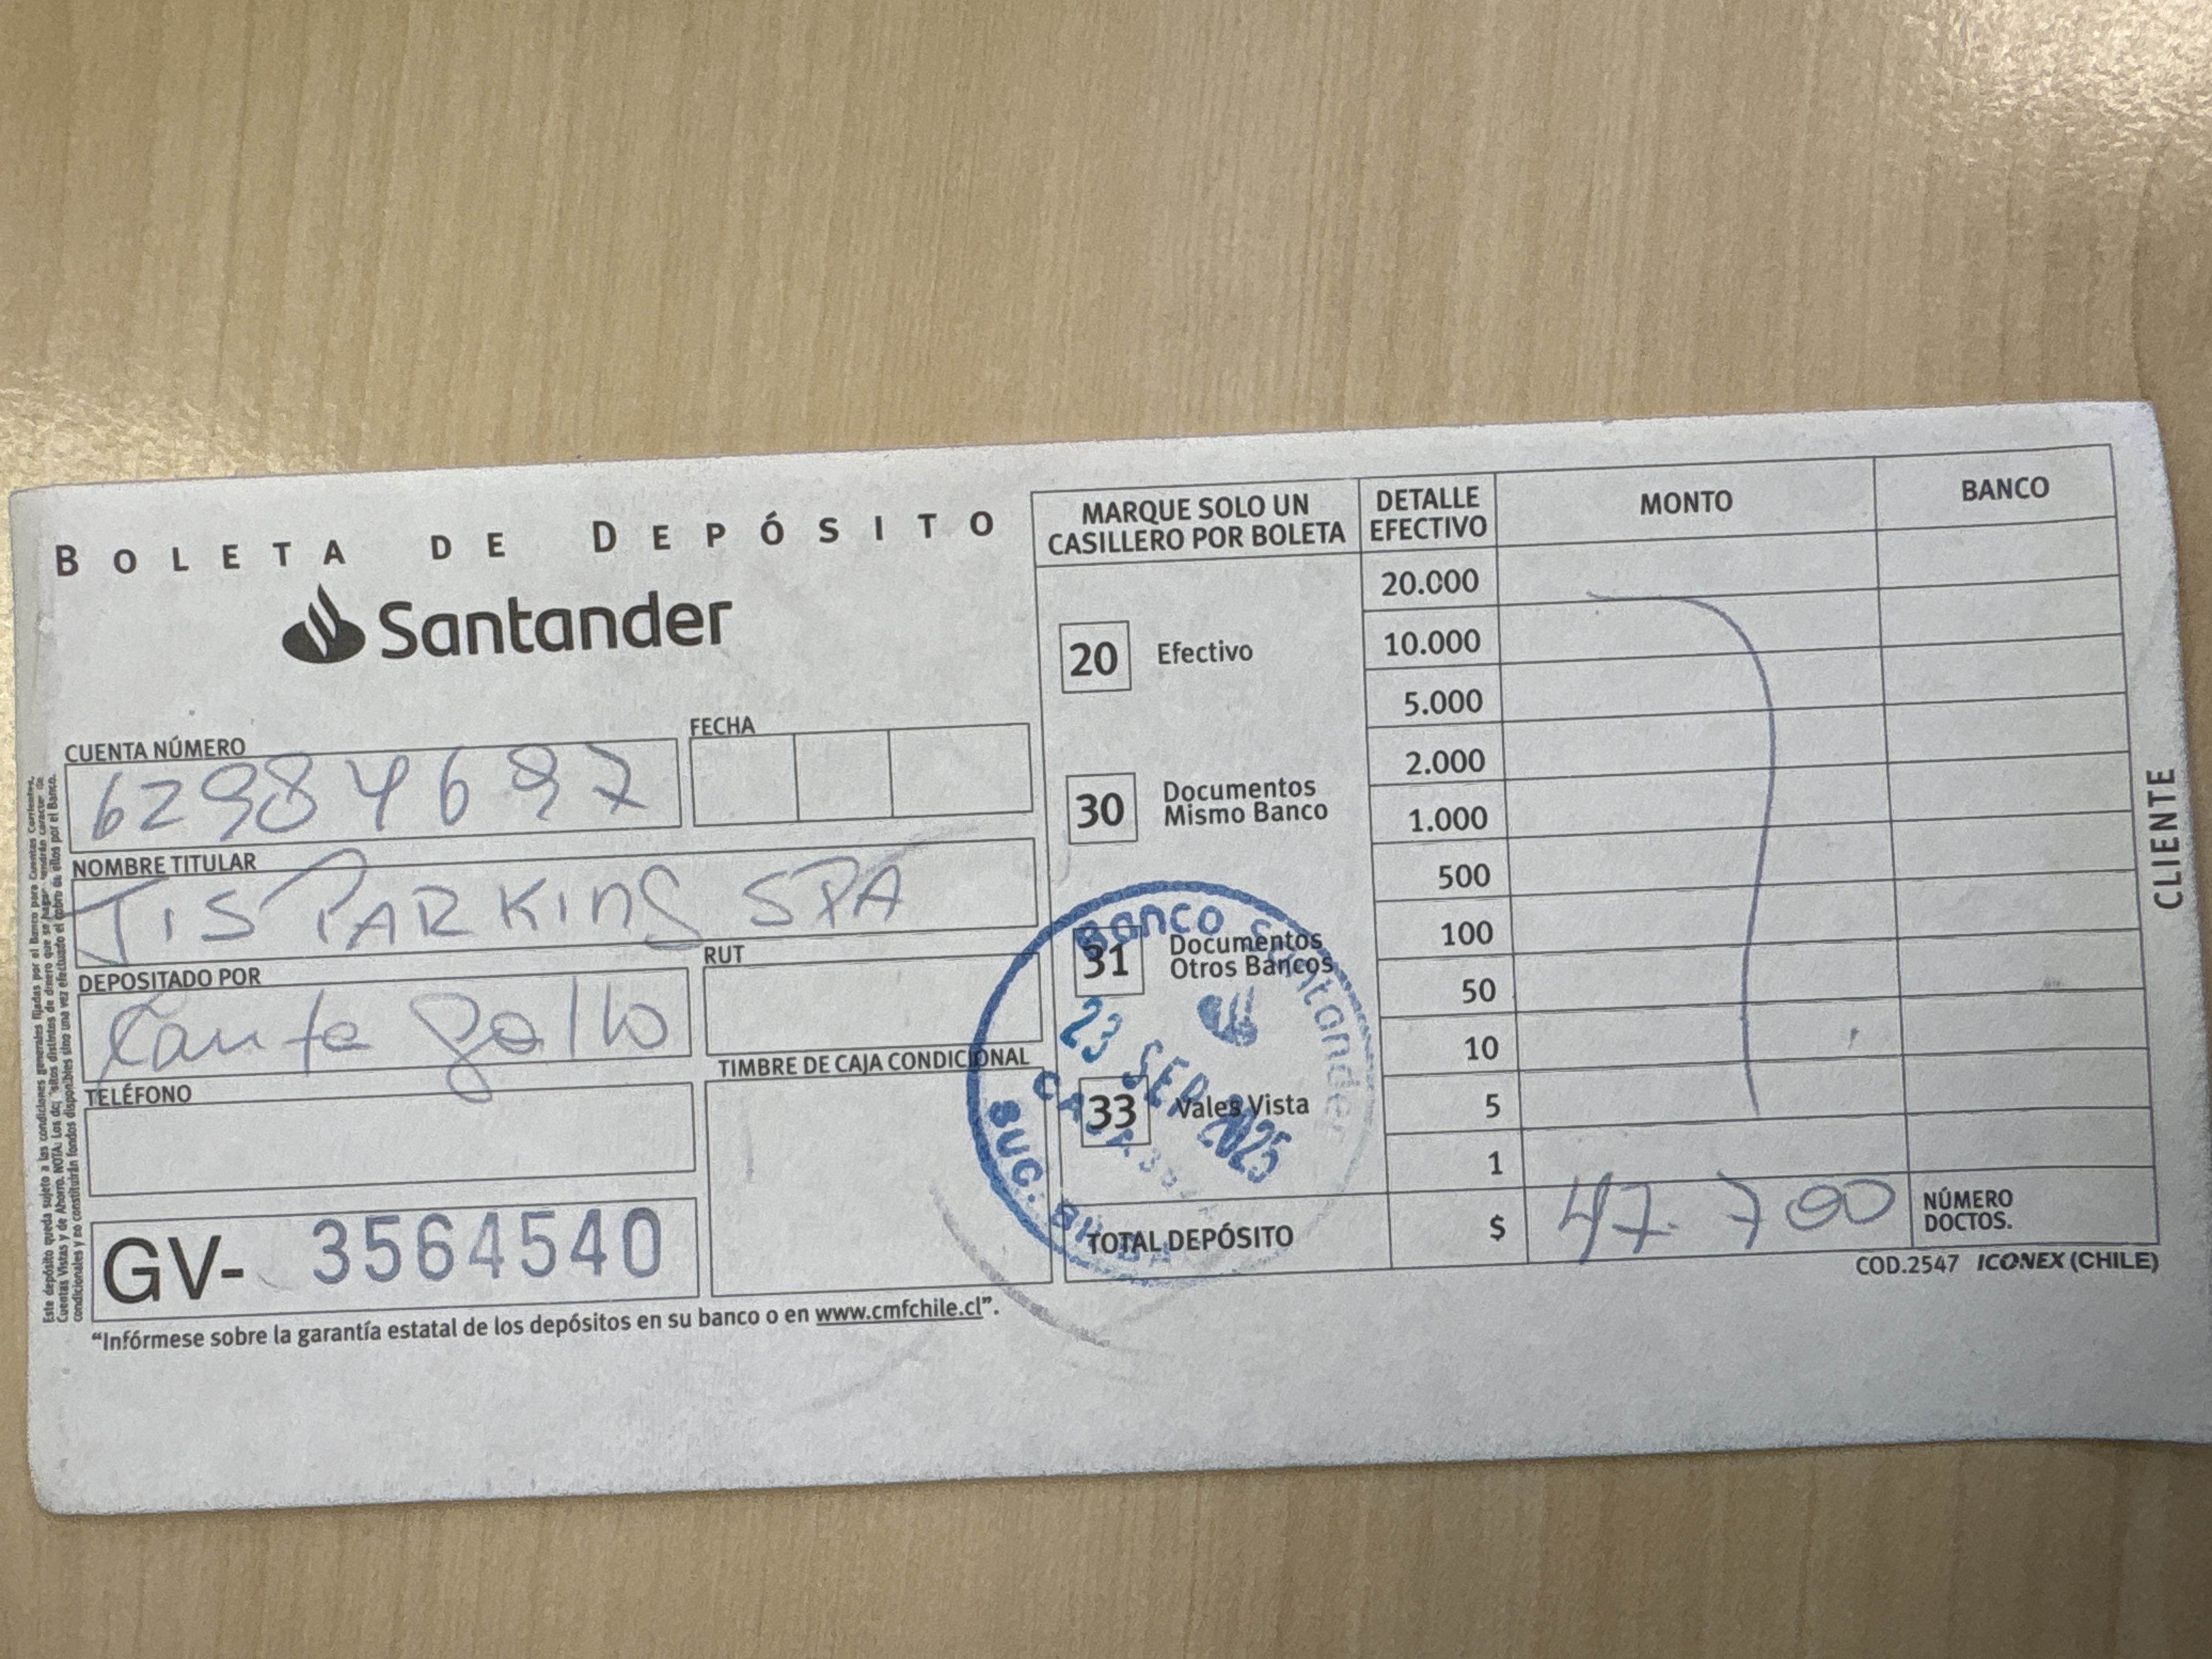 BOLETA DE DEPÓSITO
Santander
CUENTA NÚMERO
62984697
FECHA
NOMBRE TITULAR
JIS PARKING SPA
DEPOSITADO POR
Cante gallo
RUT
TELÉFONO
TIMBRE DE CAJA CONDICIONAL
GV- 3564540
"Infórmese sobre la garantía estatal de los depósitos en su banco o en www.cmfchile.cl".
MARQUE SOLO UN CASILLERO POR BOLETA
20 Efectivo
30 Documentos Mismo Banco
31 Documentos Otros Bancos
33 Vales Vista
Banco Santander
23 SEP 2025
SUC.
DETALLE EFECTIVO
MONTO
BANCO
20.000
10.000
5.000
2.000
1.000
500
100
50
10
5
1
TOTAL DEPÓSITO $ 47.700
NÚMERO DOCTOS.
COD.2547 ICONEX (CHILE)
CLIENTE